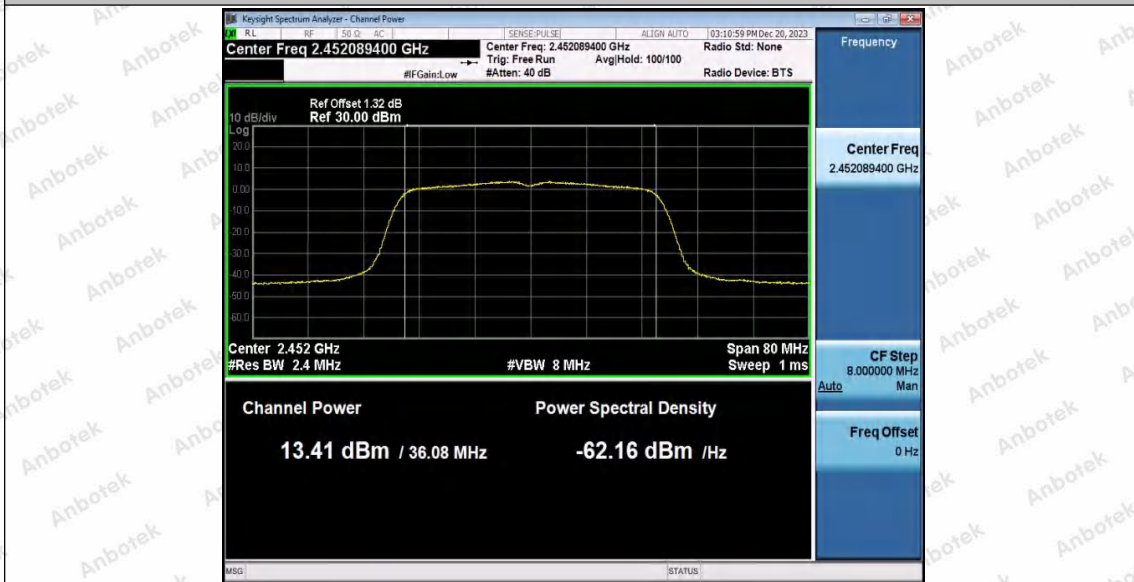 Keysight Spectrum Analyzer - Channel Power
RL RF 50 Ω AC SENSE:PULSE ALIGN AUTO 03:10:59 PM Dec 20, 2023
Center Freq 2.452089400 GHz
Center Freq: 2.452089400 GHz Radio Std: None
Trig: Free Run Avg|Hold: 100/100
#IFGain:Low #Atten: 40 dB Radio Device: BTS
Ref Offset 1.32 dB
10 dB/div Ref 30.00 dBm
Log
20.0
10.0
0.00
-10.0
-20.0
-30.0
-40.0
-50.0
-60.0
Center 2.452 GHz Span 80 MHz
#Res BW 2.4 MHz #VBW 8 MHz Sweep 1 ms
Channel Power Power Spectral Density
13.41 dBm / 36.08 MHz -62.16 dBm /Hz
MSG STATUS
Frequency
Center Freq
2.452089400 GHz
CF Step
8.000000 MHz
Auto Man
Freq Offset
0 Hz
Anbotek